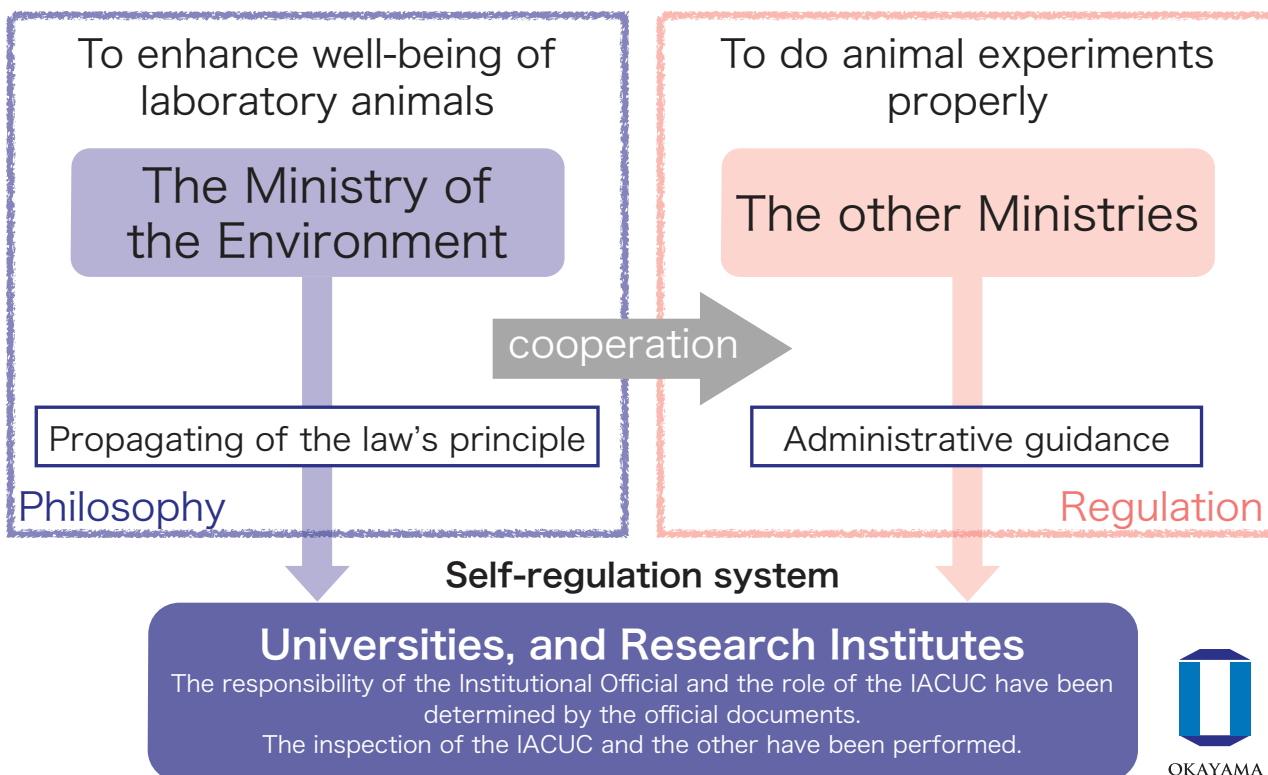 To enhance well-being of
laboratory animals
The Ministry of
the Environment
Propagating of the law's principle
Philosophy
To do animal experiments
properly
The other Ministries
Administrative guidance
Regulation
cooperation
Self-regulation system
Universities, and Research Institutes
The responsibility of the Institutional Official and the role of the IACUC have been
determined by the official documents.
The inspection of the IACUC and the other have been performed.
OKAYAMA